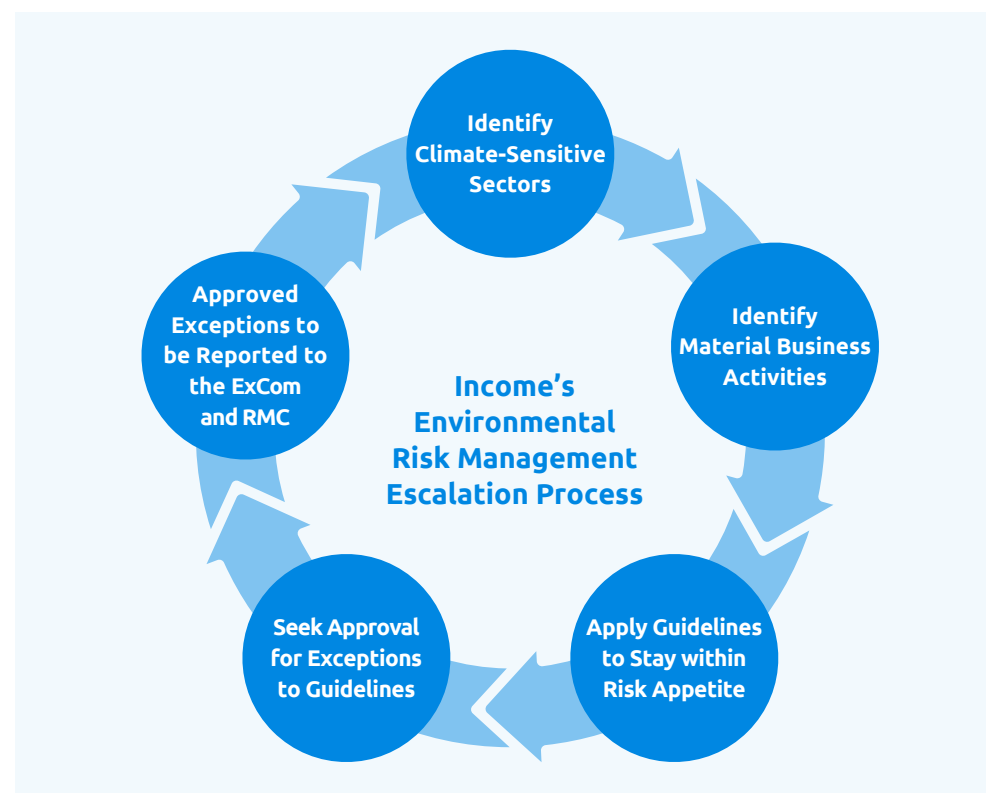 Identify
Climate-Sensitive
Sectors
Identify
Material Business
Activities
Apply Guidelines
to Stay within
Risk Appetite
Seek Approval
for Exceptions
to Guidelines
Approved
Exceptions to
be Reported to
the ExCom
and RMC
Income’s
Environmental
Risk Management
Escalation Process